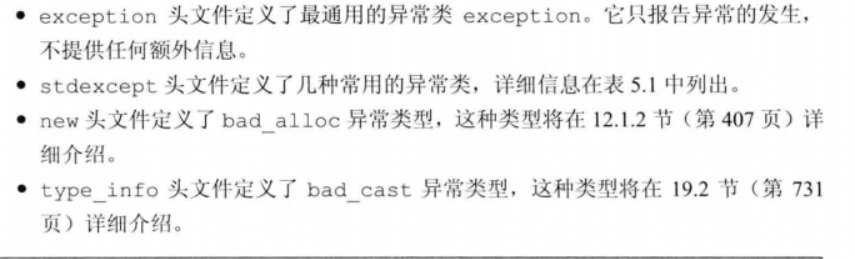 • exception 头文件定义了最通用的异常类 exception。它只报告异常的发生，
不提供任何额外信息。
• stdexcept 头文件定义了几种常用的异常类，详细信息在表 5.1 中列出。
• new 头文件定义了 bad_alloc 异常类型，这种类型将在 12.1.2 节（第 407 页）详
细介绍。
• type_info 头文件定义了 bad_cast 异常类型，这种类型将在 19.2 节（第 731
页）详细介绍。